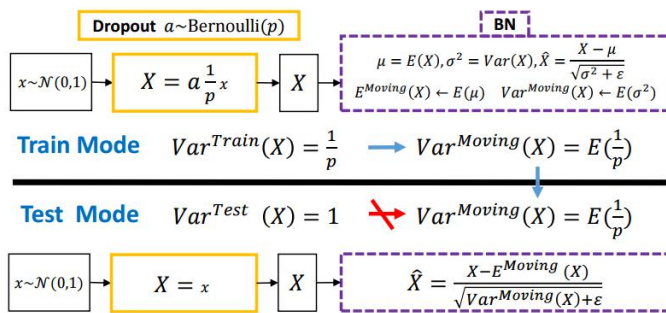 Dropout a~Bernoulli(p)
BN
x~𝒩(0,1)
X = a 1/p x
X
μ = E(X), σ² = Var(X), X̂ = (X − μ)/√(σ² + ε)
E^Moving(X) ← E(μ) Var^Moving(X) ← E(σ²)
Train Mode Var^Train(X) = 1/p → Var^Moving(X) = E(1/p)
Test Mode Var^Test (X) = 1 Var^Moving(X) = E(1/p)
x~𝒩(0,1)
X = x
X
X̂ = (X−E^Moving (X))/√(Var^Moving(X)+ε)